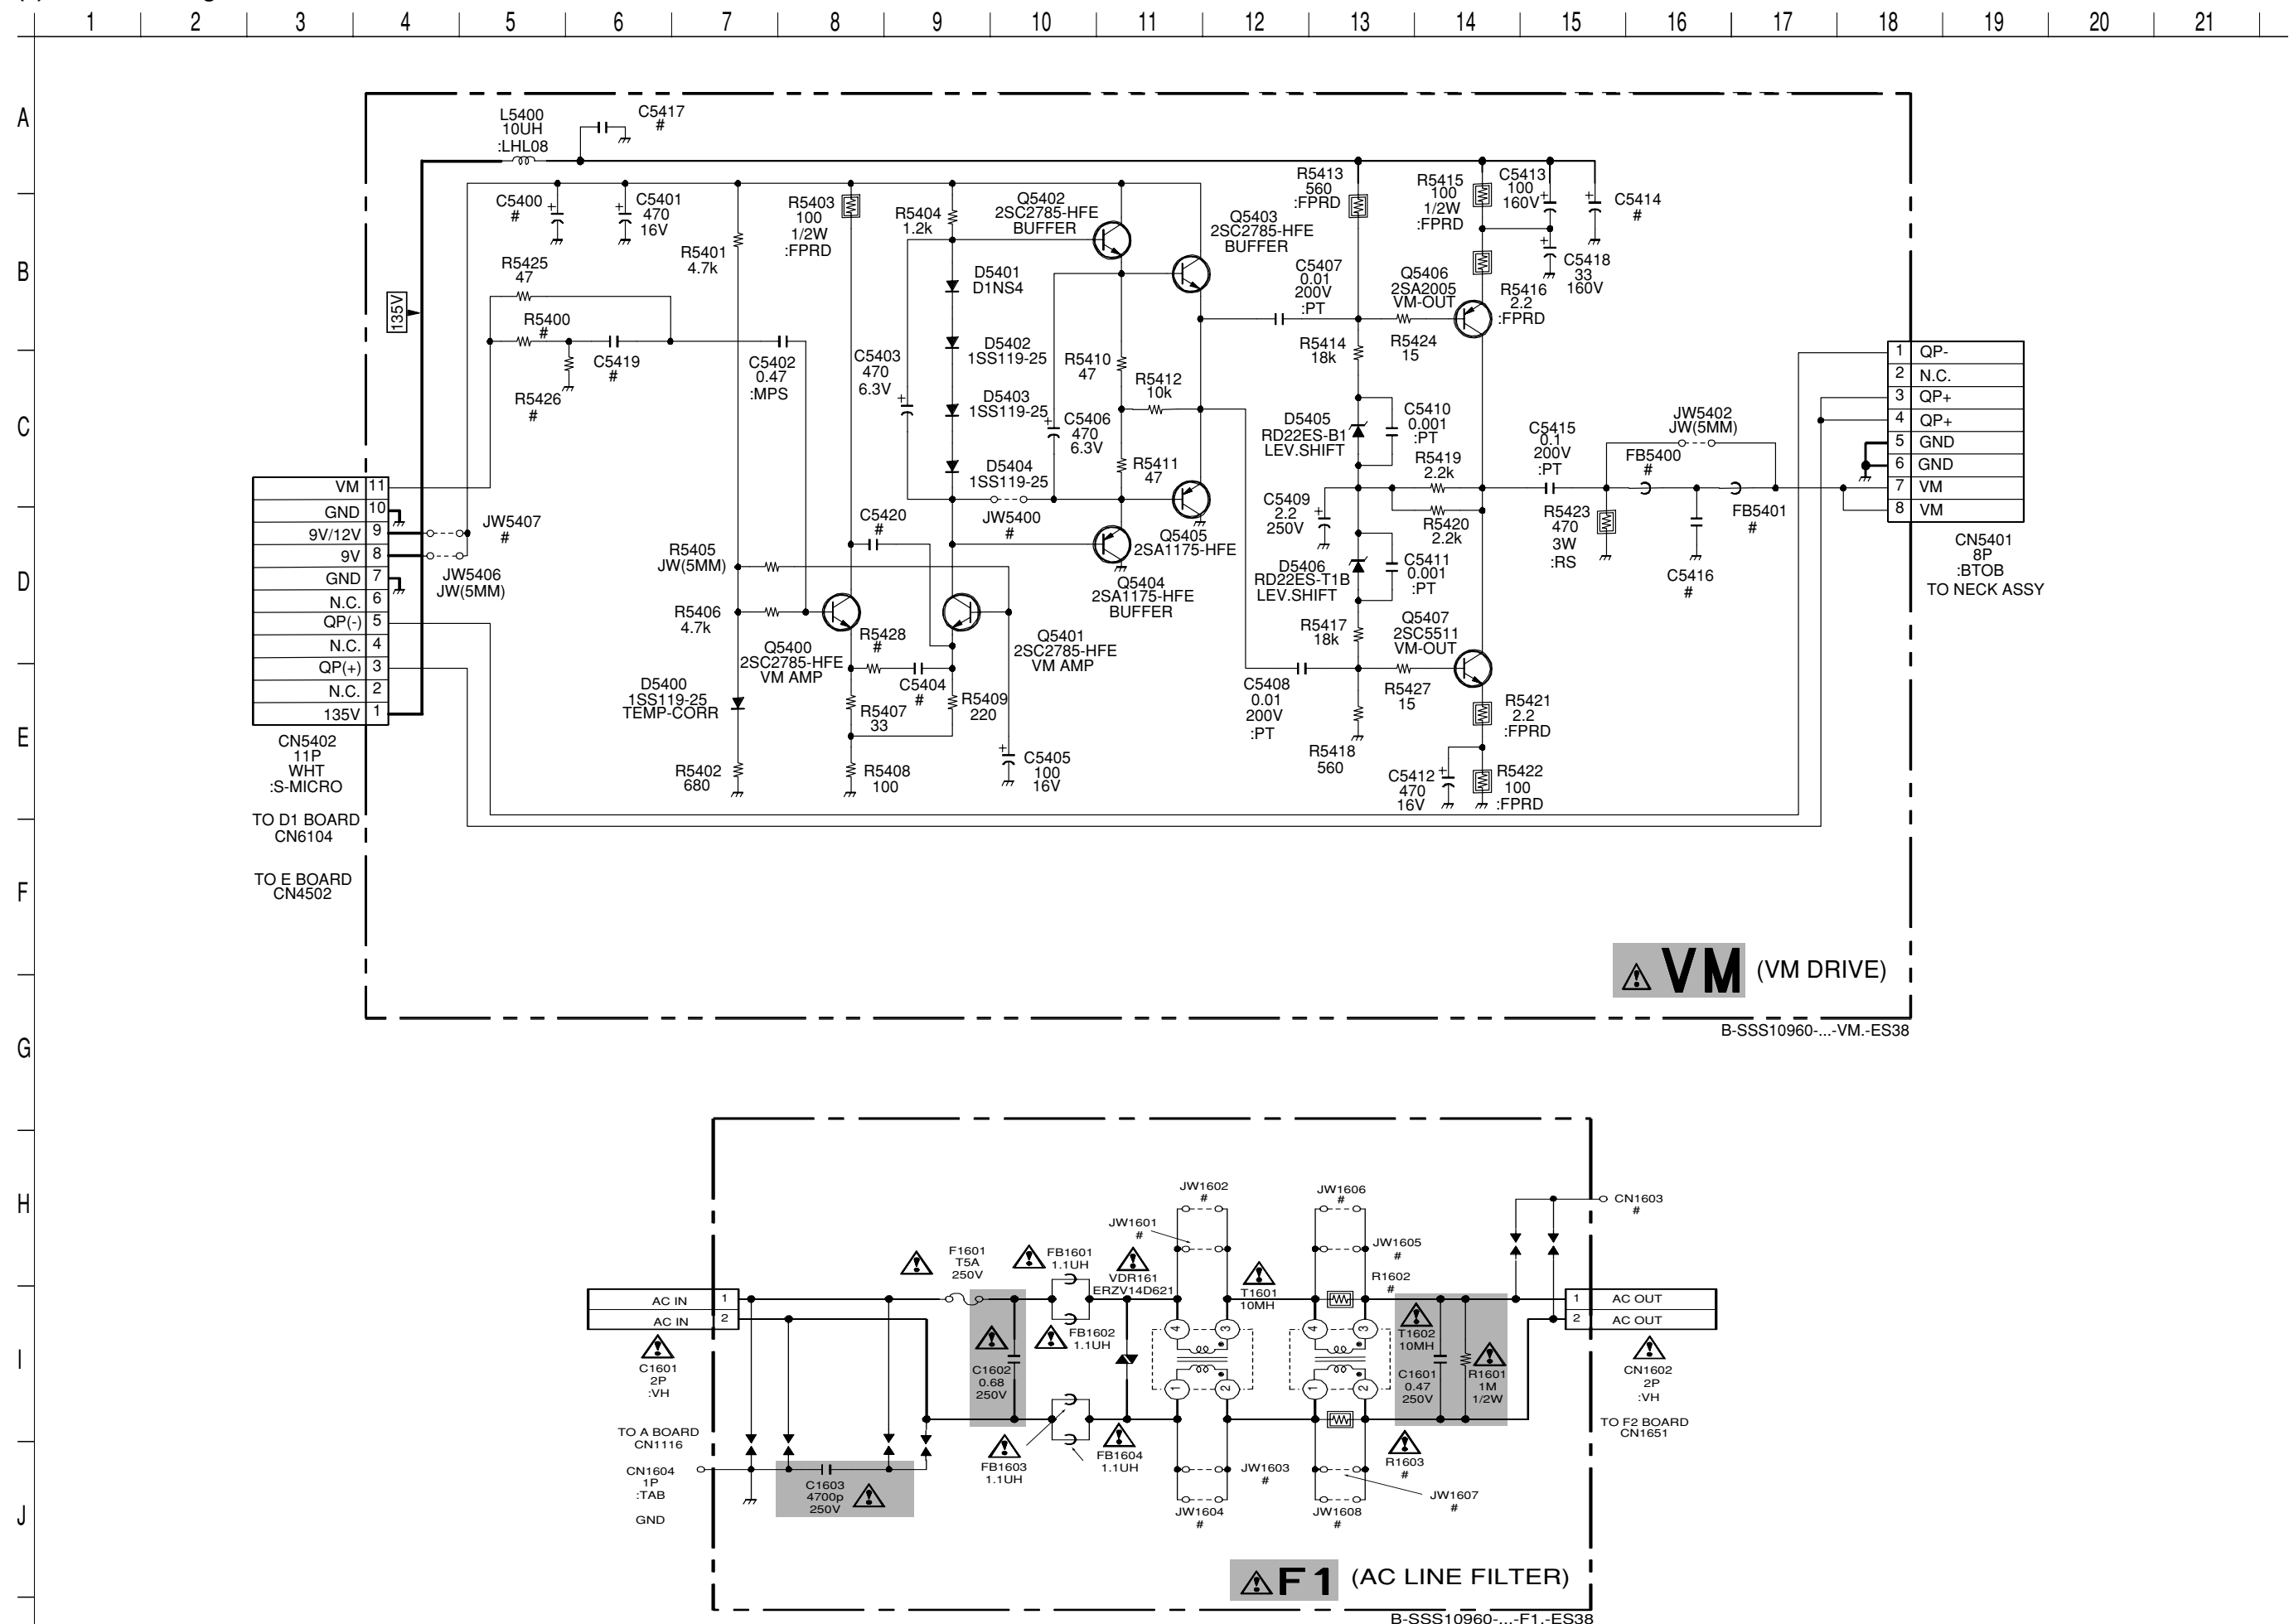 1 2 3 4 5 6 7 8 9 10 11 12 13 14 15 16 17 18 19 20 21
A
B
C
D
E
F
G
H
I
J
L5400
10UH
:LHL08
C5417
#
C5400
#
C5401
470
16V
R5425
47
R5400
#
C5419
#
R5426
#
135V
R5401
4.7k
C5402
0.47
:MPS
R5403
100
1/2W
:FPRD
R5404
1.2k
C5403
470
6.3V
Q5402
2SC2785-HFE
BUFFER
D5401
D1NS4
D5402
1SS119-25
D5403
1SS119-25
D5404
1SS119-25
C5406
470
6.3V
R5410
47
R5412
10k
R5411
47
Q5403
2SC2785-HFE
BUFFER
C5407
0.01
200V
:PT
R5413
560
:FPRD
R5414
18k
R5424
15
R5415
100
1/2W
:FPRD
C5413
100
160V
C5414
#
C5418
33
160V
Q5406
2SA2005
VM-OUT
R5416
2.2
:FPRD
D5405
RD22ES-B1
LEV.SHIFT
C5410
0.001
:PT
R5419
2.2k
R5420
2.2k
C5409
2.2
250V
D5406
RD22ES-T1B
LEV.SHIFT
C5411
0.001
:PT
C5415
0.1
200V
:PT
R5423
470
3W
:RS
JW5402
JW(5MM)
FB5400
#
FB5401
#
C5416
#
1 QP-
2 N.C.
3 QP+
4 QP+
5 GND
6 GND
7 VM
8 VM
CN5401
8P
:BTOB
TO NECK ASSY
VM 11
GND 10
9V/12V 9
9V 8
GND 7
N.C. 6
QP(-) 5
N.C. 4
QP(+) 3
N.C. 2
135V 1
CN5402
11P
WHT
:S-MICRO
TO D1 BOARD
CN6104
TO E BOARD
CN4502
JW5407
#
JW5406
JW(5MM)
R5405
JW(5MM)
R5406
4.7k
Q5400
2SC2785-HFE
VM AMP
C5420
#
JW5400
#
Q5405
2SA1175-HFE
Q5404
2SA1175-HFE
BUFFER
Q5401
2SC2785-HFE
VM AMP
R5428
#
C5404
#
R5409
220
R5407
33
D5400
1SS119-25
TEMP-CORR
R5402
680
R5408
100
C5405
100
16V
R5417
18k
Q5407
2SC5511
VM-OUT
C5408
0.01
200V
:PT
R5427
15
R5418
560
R5421
2.2
:FPRD
C5412
470
16V
R5422
100
:FPRD
VM (VM DRIVE)
B-SSS10960-...-VM.-ES38
JW1602
#
JW1601
#
JW1606
#
JW1605
#
CN1603
#
F1601
T5A
250V
FB1601
1.1UH
VDR161
ERZV14D621
T1601
10MH
R1602
#
AC IN 1
AC IN 2
C1601
2P
:VH
C1602
0.68
250V
FB1602
1.1UH
4 3
1 2
4 3
1 2
T1602
10MH
C1601
0.47
250V
R1601
1M
1/2W
1 AC OUT
2 AC OUT
CN1602
2P
:VH
TO F2 BOARD
CN1651
TO A BOARD
CN1116
CN1604
1P
:TAB
GND
C1603
4700p
250V
FB1603
1.1UH
FB1604
1.1UH
JW1603
#
JW1604
#
R1603
#
JW1607
#
JW1608
#
F1 (AC LINE FILTER)
B-SSS10960-...-F1.-ES38